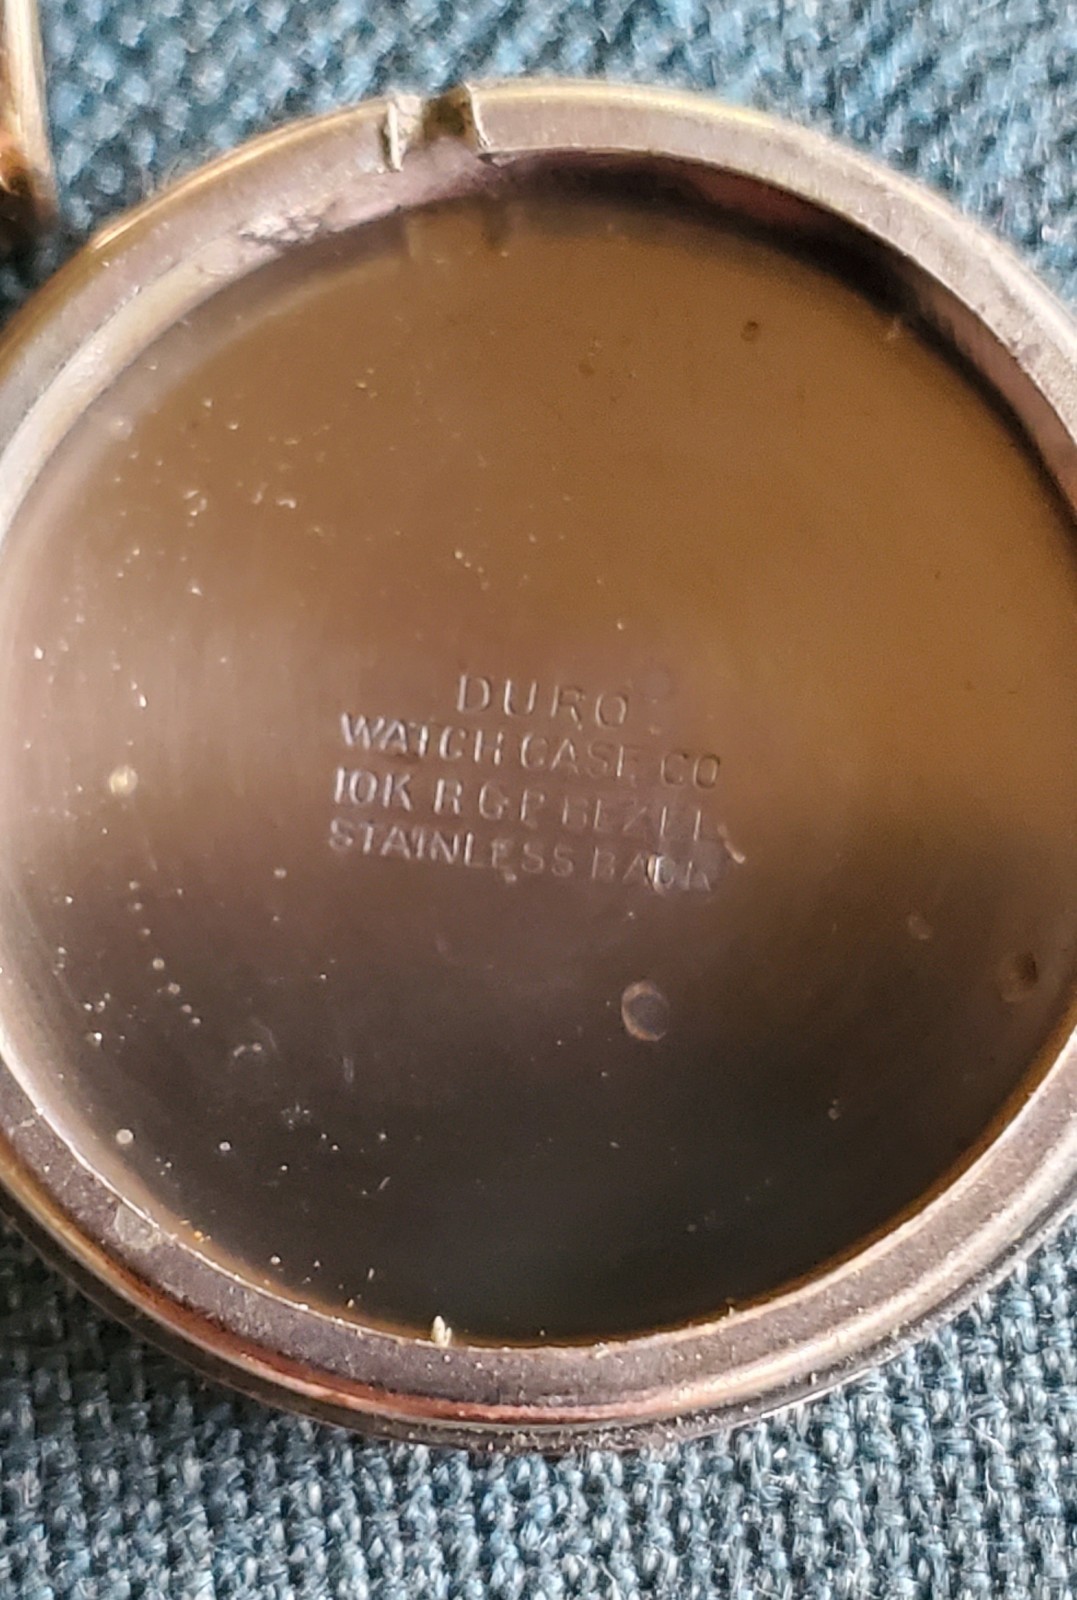 DURO
WATCH CASE CO
10K R G P BEZEL
STAINLESS BACK